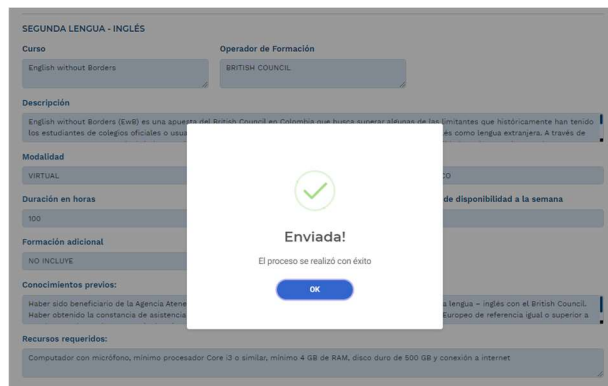 SEGUNDA LENGUA - INGLÉS
Curso
Operador de Formación
English without Borders
BRITISH COUNCIL
Descripción
English without Borders (EwB) es una apuesta del British Council en Colombia que busca superar algunas de las limitantes que históricamente han tenido
los estudiantes de colegios oficiales o usua
lés como lengua extranjera. A través de
Modalidad
VIRTUAL
CO
Duración en horas
de disponibilidad a la semana
100
Formación adicional
NO INCLUYE
Conocimientos previos:
Haber sido beneficiario de la Agencia Atene
a lengua – inglés con el British Council.
Haber obtenido la constancia de asistencia
Europeo de referencia igual o superior a
Recursos requeridos:
Computador con micrófono, mínimo procesador Core i3 o similar, mínimo 4 GB de RAM, disco duro de 500 GB y conexión a internet
Enviada!
El proceso se realizó con éxito
OK